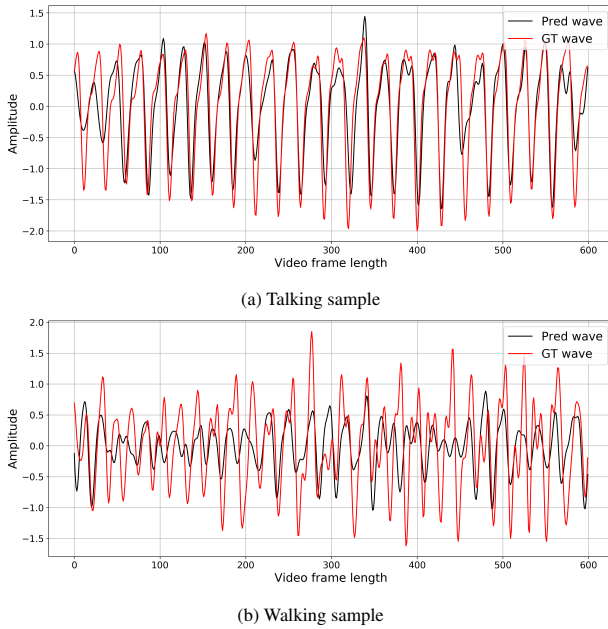 1.5
1.0
0.5
0.0
−0.5
−1.0
−1.5
−2.0
Amplitude
Pred wave
GT wave
0 100 200 300 400 500 600
Video frame length
(a) Talking sample
2.0
1.5
1.0
0.5
0.0
−0.5
−1.0
−1.5
Amplitude
Pred wave
GT wave
0 100 200 300 400 500 600
Video frame length
(b) Walking sample